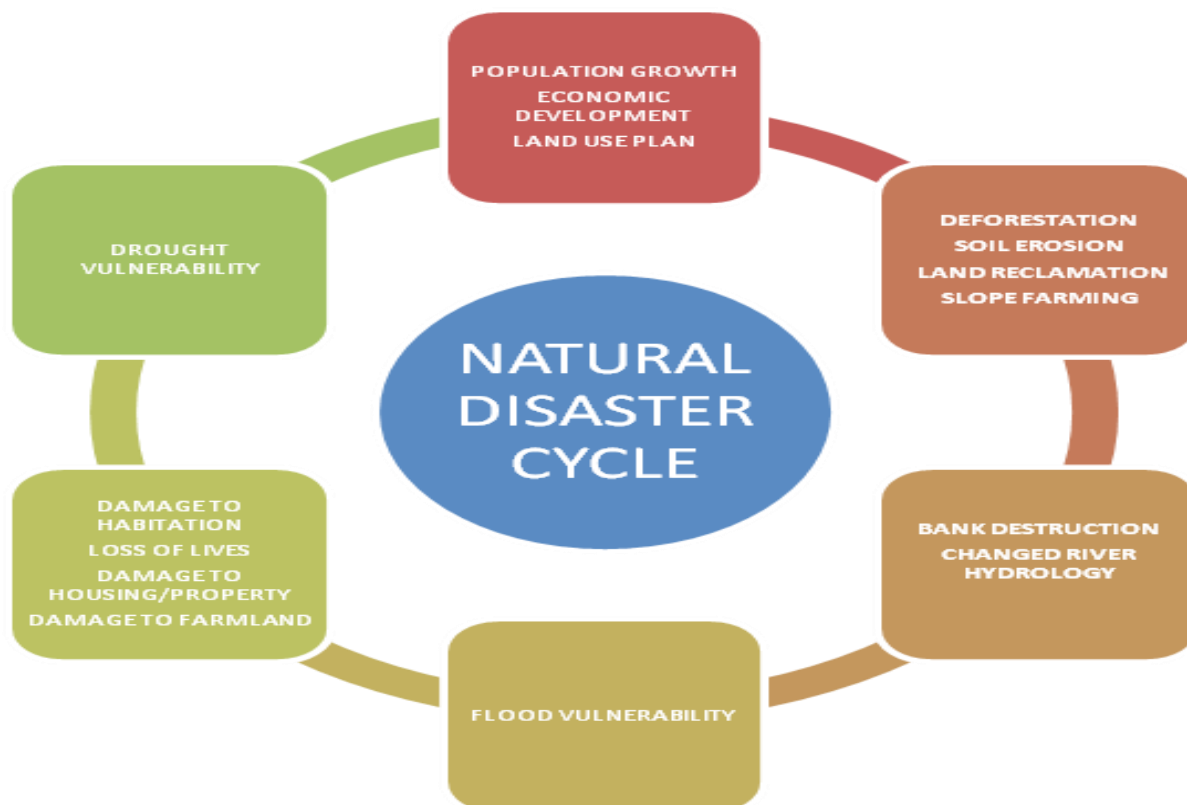 POPULATION GROWTH
ECONOMIC
DEVELOPMENT
LAND USE PLAN
DEFORESTATION
SOIL EROSION
LAND RECLAMATION
SLOPE FARMING
BANK DESTRUCTION
CHANGED RIVER
HYDROLOGY
FLOOD VULNERABILITY
DAMAGE TO
HABITATION
LOSS OF LIVES
DAMAGE TO
HOUSING/PROPERTY
DAMAGE TO FARMLAND
DROUGHT
VULNERABILITY
NATURAL
DISASTER
CYCLE